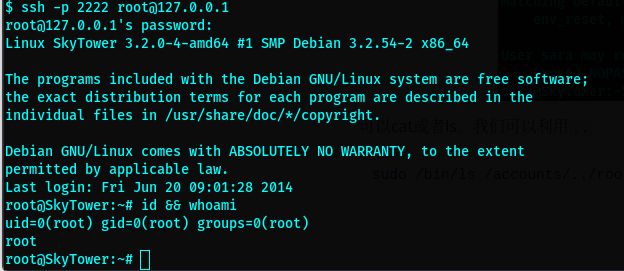 $ ssh -p 2222 root@127.0.0.1
root@127.0.0.1's password:
Linux SkyTower 3.2.0-4-amd64 #1 SMP Debian 3.2.54-2 x86_64
The programs included with the Debian GNU/Linux system are free software;
the exact distribution terms for each program are described in the
individual files in /usr/share/doc/*/copyright.
Debian GNU/Linux comes with ABSOLUTELY NO WARRANTY, to the extent
permitted by applicable law.
Last login: Fri Jun 20 09:01:28 2014
root@SkyTower:~# id && whoami
uid=0(root) gid=0(root) groups=0(root)
root
root@SkyTower:~#
sudo /bin/ls /accounts/../roo